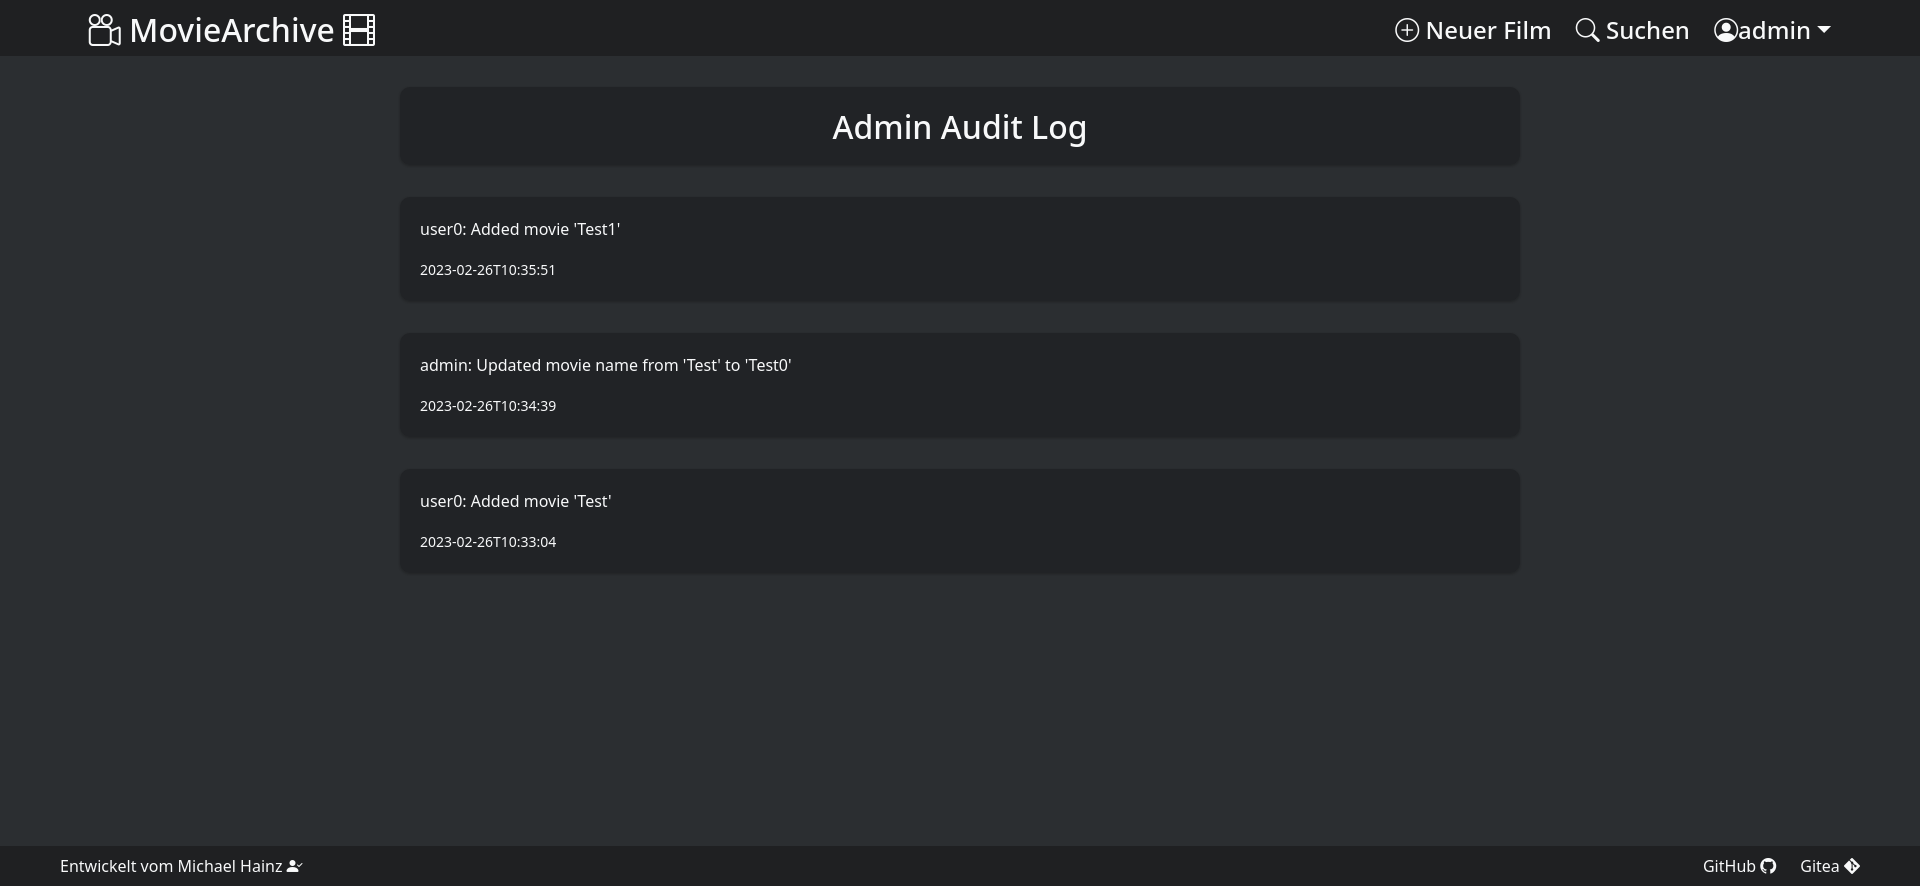 MovieArchive
Neuer Film
Suchen
admin
Admin Audit Log
user0: Added movie 'Test1'
2023-02-26T10:35:51
admin: Updated movie name from 'Test' to 'Test0'
2023-02-26T10:34:39
user0: Added movie 'Test'
2023-02-26T10:33:04
Entwickelt vom Michael Hainz
GitHub
Gitea